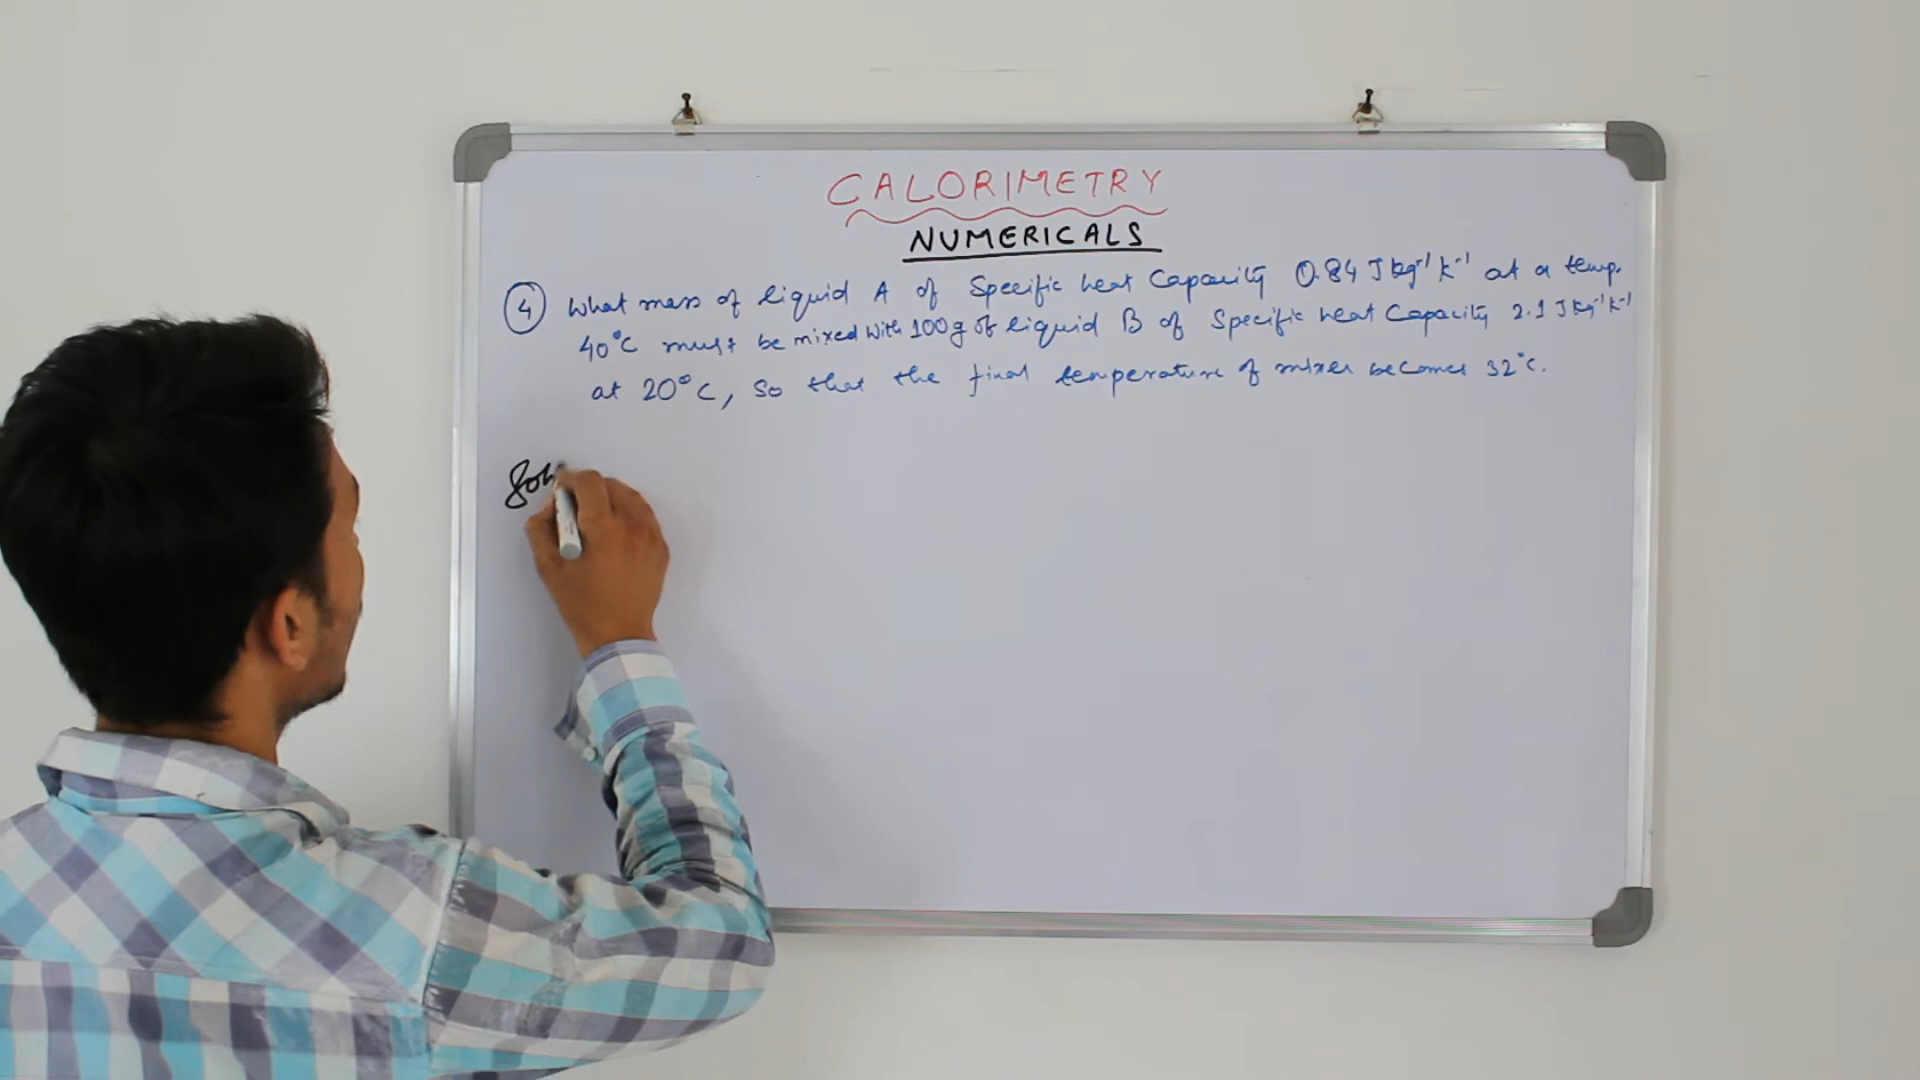 CALORIMETRY
NUMERICALS
④ What mass of liquid A of Specific heat Capacity 0.84 J kg⁻¹ k⁻¹ at a temp.
40°C must be mixed with 100g of liquid B of Specific heat Capacity 2.1 J kg⁻¹ k⁻¹
at 20°C, So that the final temperature of mixer becomes 32°C.